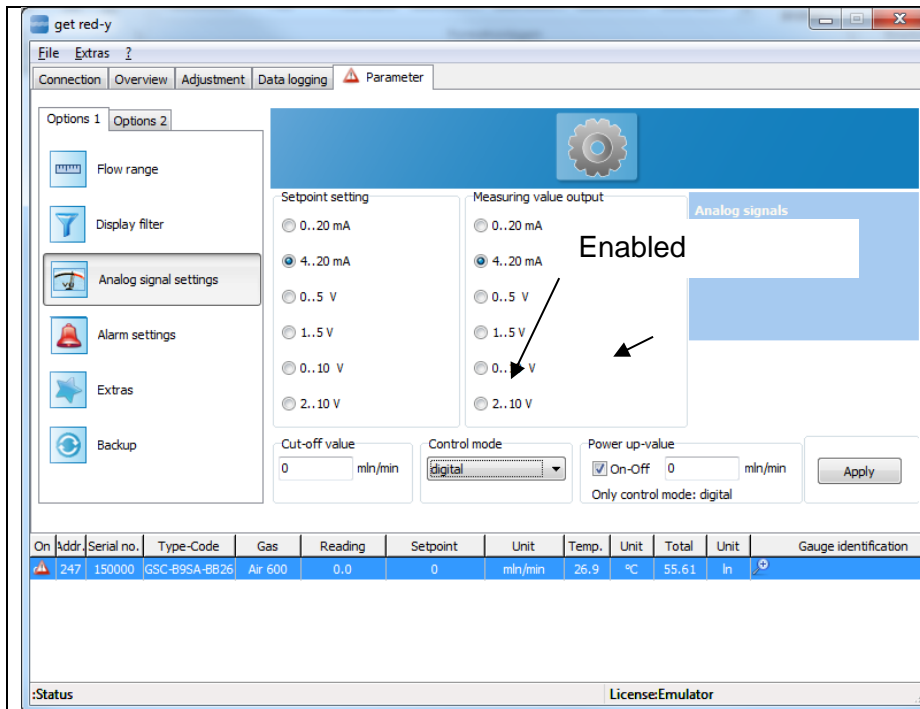 get red-y
File Extras ?
Connection Overview Adjustment Data logging Parameter
Options 1 Options 2
Flow range
Display filter
Analog signal settings
Alarm settings
Extras
Backup
Setpoint setting
0..20 mA
4..20 mA
0..5 V
1..5 V
0..10 V
2..10 V
Measuring value output
0..20 mA
4..20 mA
0..5 V
1..5 V
0..10 V
2..10 V
Analog signals
Enabled
Cut-off value
0 mln/min
Control mode
digital
Power up-value
On-Off 0 mln/min
Only control mode: digital
Apply
On Addr. Serial no. Type-Code Gas Reading Setpoint Unit Temp. Unit Total Unit Gauge identification
247 150000 GSC-B9SA-BB26 Air 600 0.0 0 mln/min 26.9 °C 55.61 ln
:Status License:Emulator